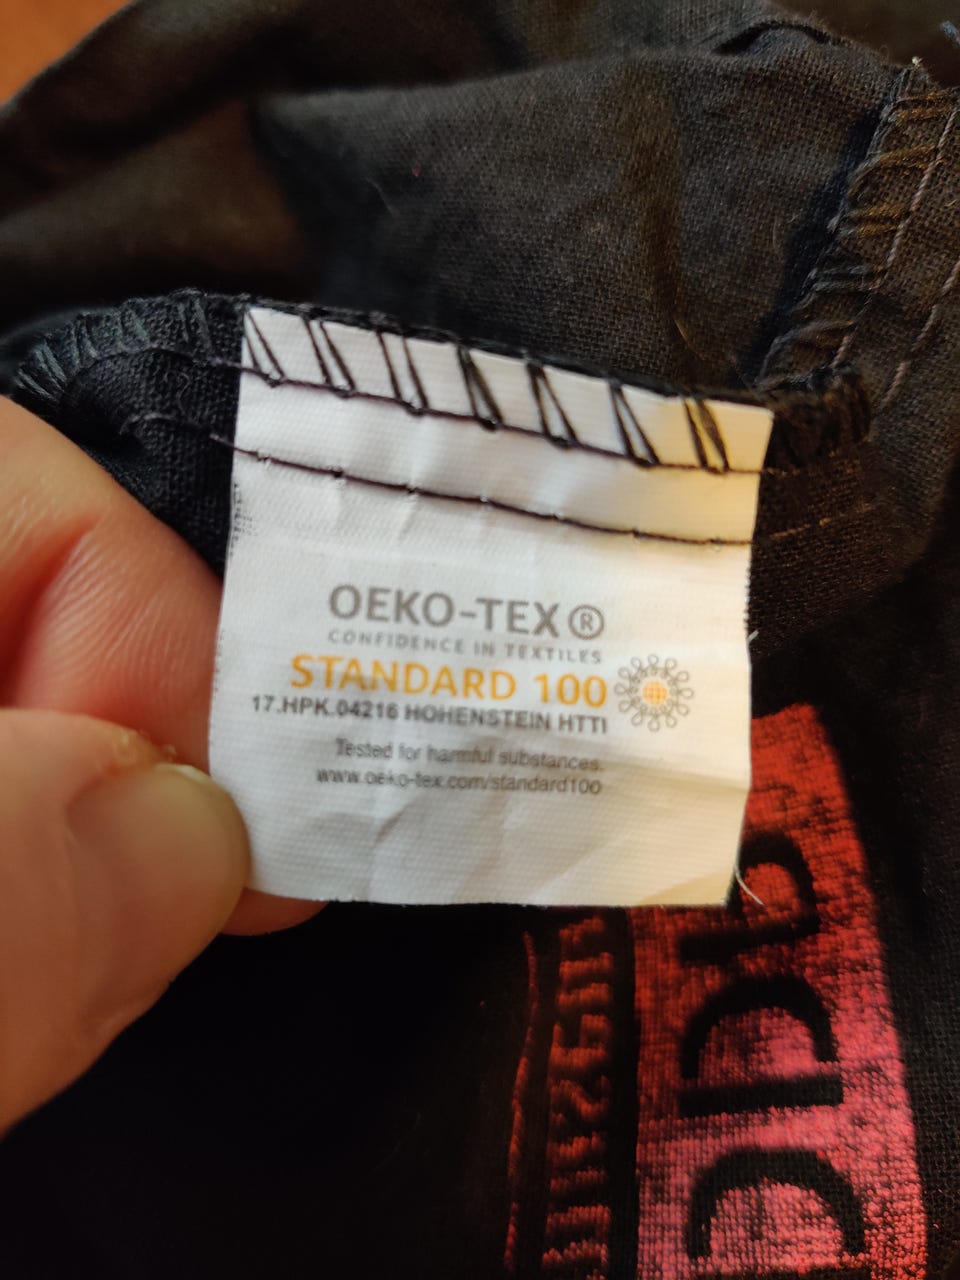 OEKO-TEX®
CONFIDENCE IN TEXTILES
STANDARD 100
17.HPK.04216 HOHENSTEIN HTTI
Tested for harmful substances.
www.oeko-tex.com/standard100